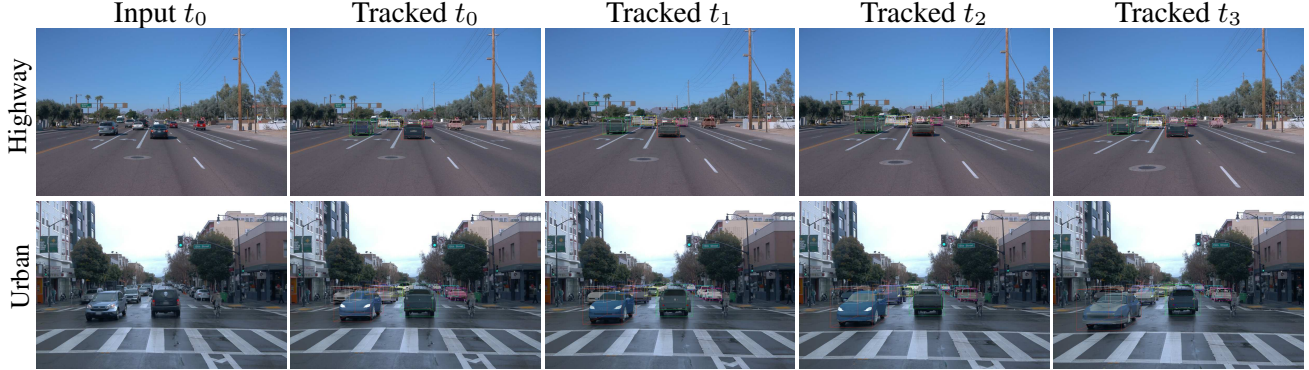 Input t₀ Tracked t₀ Tracked t₁ Tracked t₂ Tracked t₃
Highway
Urban